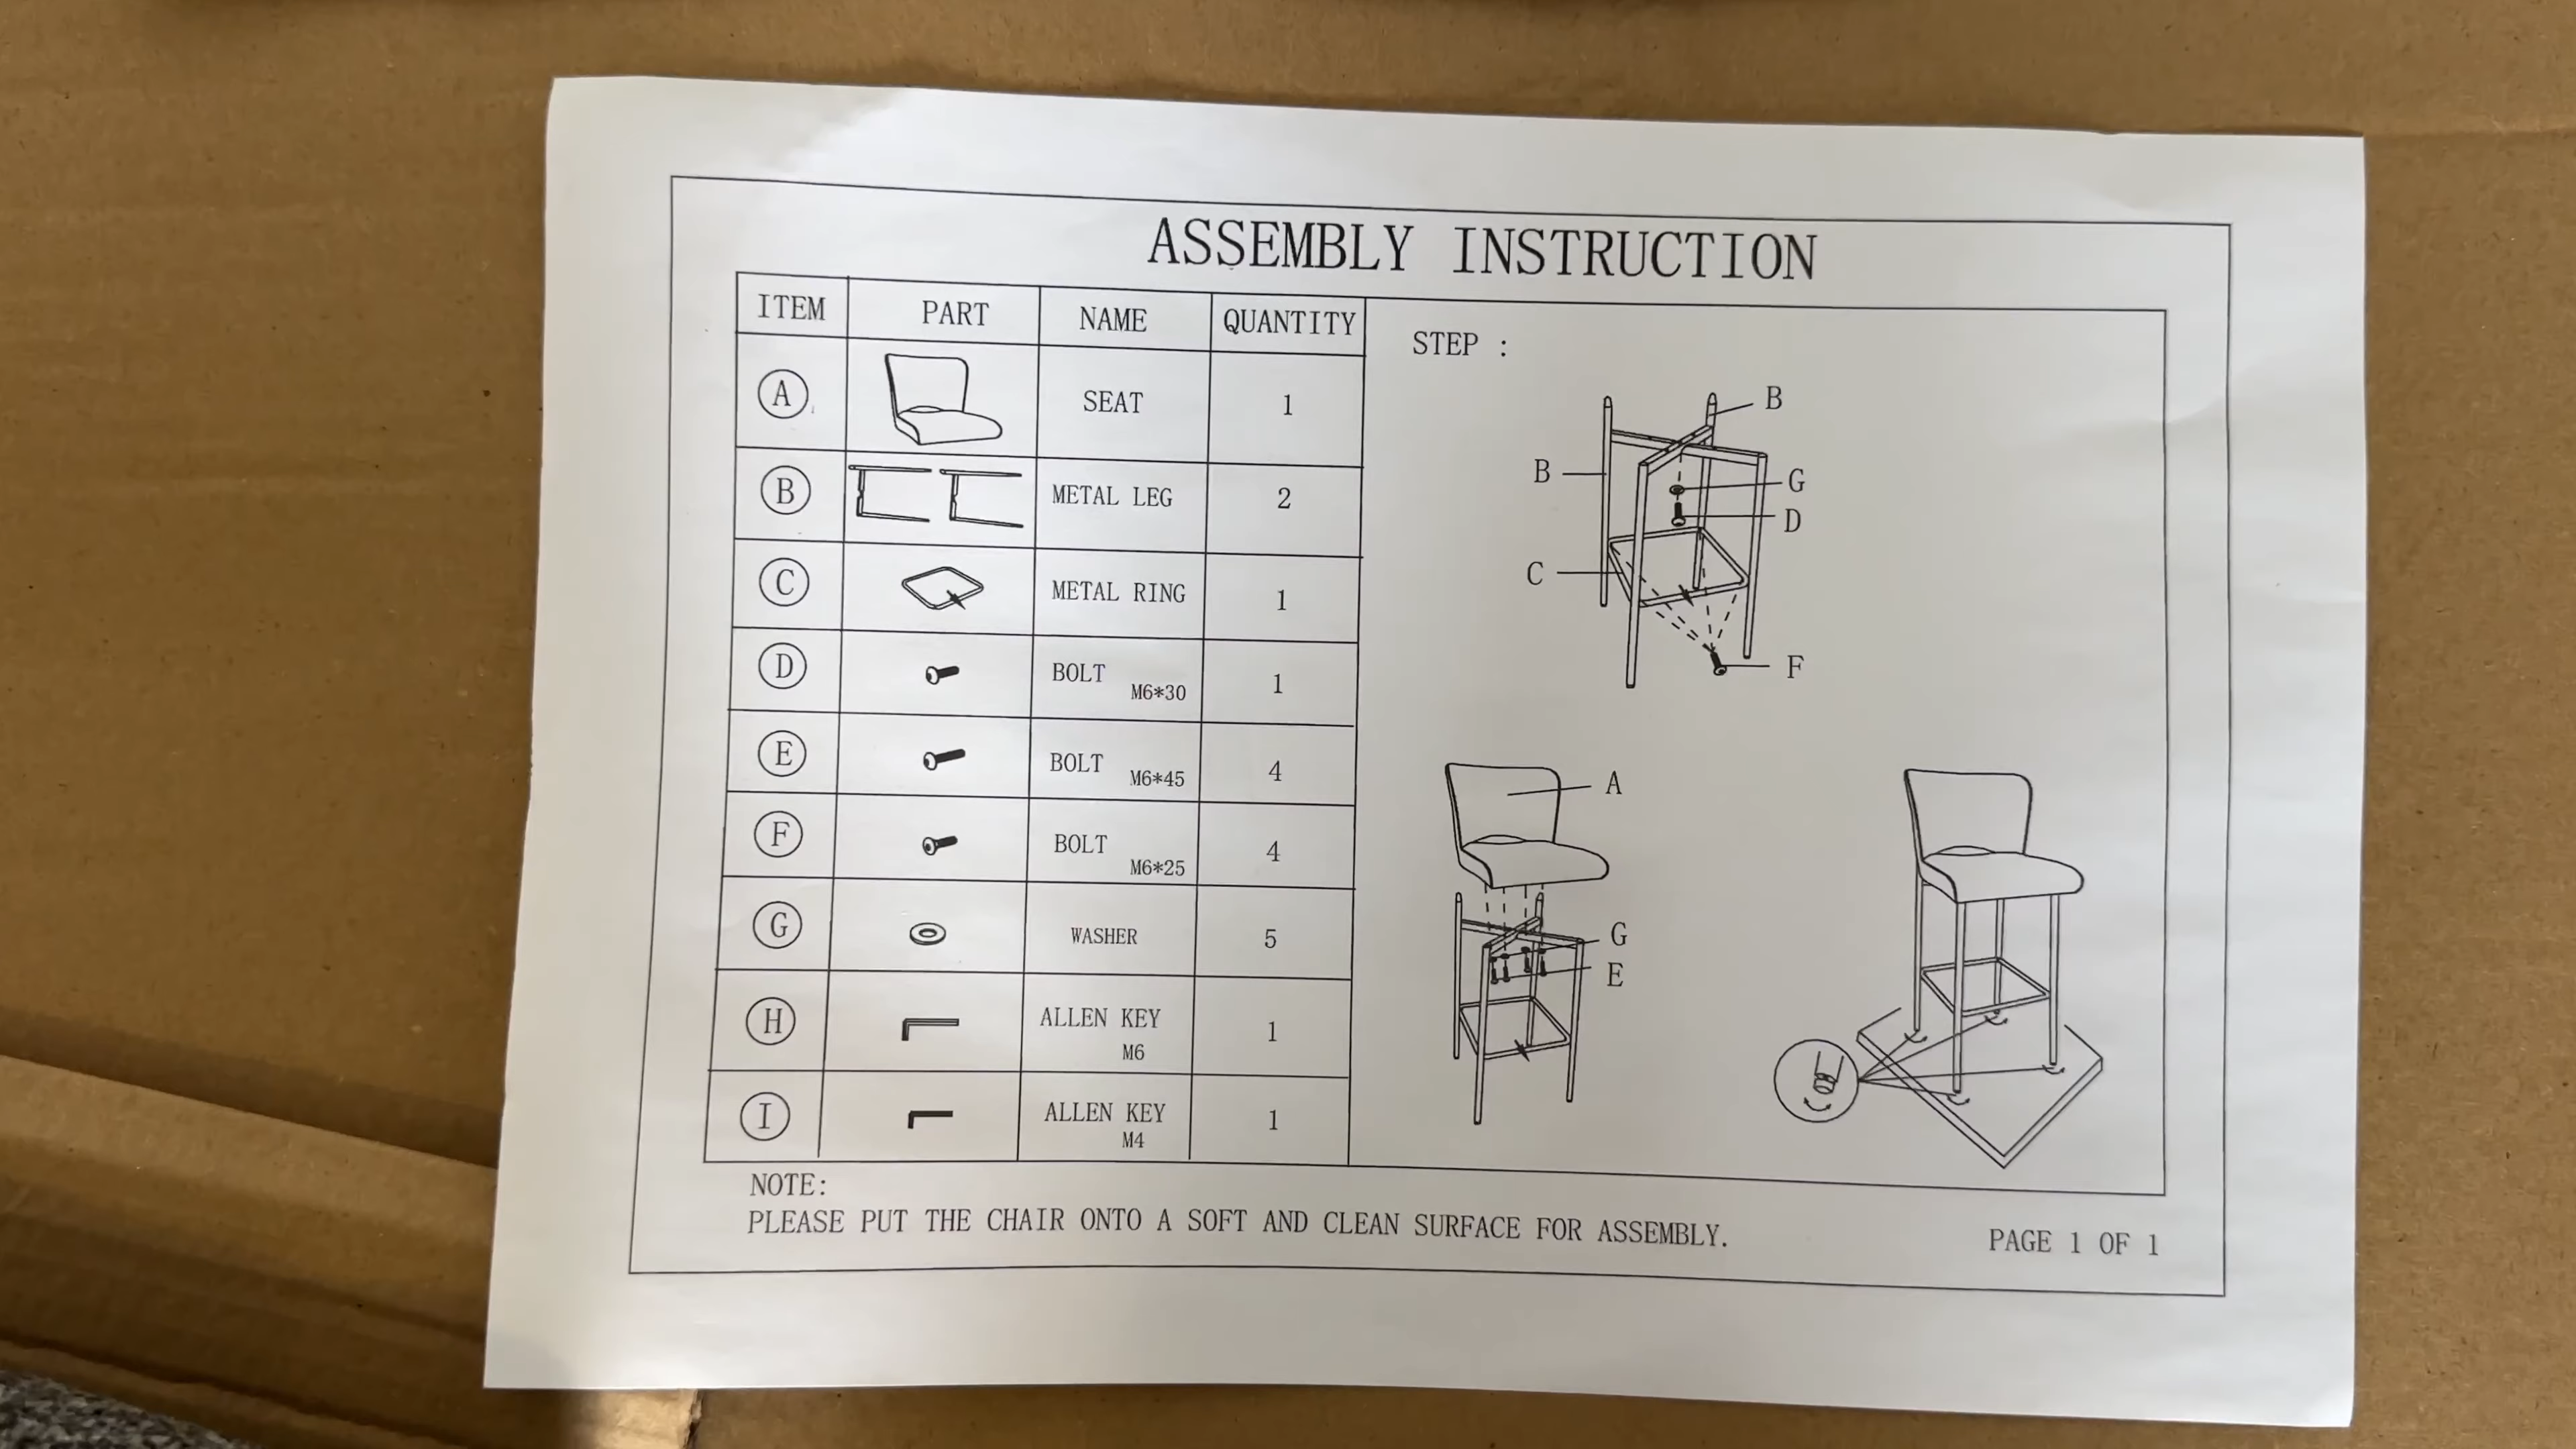 ASSEMBLY INSTRUCTION
ITEM PART NAME QUANTITY
A SEAT 1
B METAL LEG 2
C METAL RING 1
D BOLT M6*30 1
E BOLT M6*45 4
F BOLT M6*25 4
G WASHER 5
H ALLEN KEY M6 1
I ALLEN KEY M4 1
STEP :
B
B
G
D
C
F
A
G
E
NOTE:
PLEASE PUT THE CHAIR ONTO A SOFT AND CLEAN SURFACE FOR ASSEMBLY.
PAGE 1 OF 1